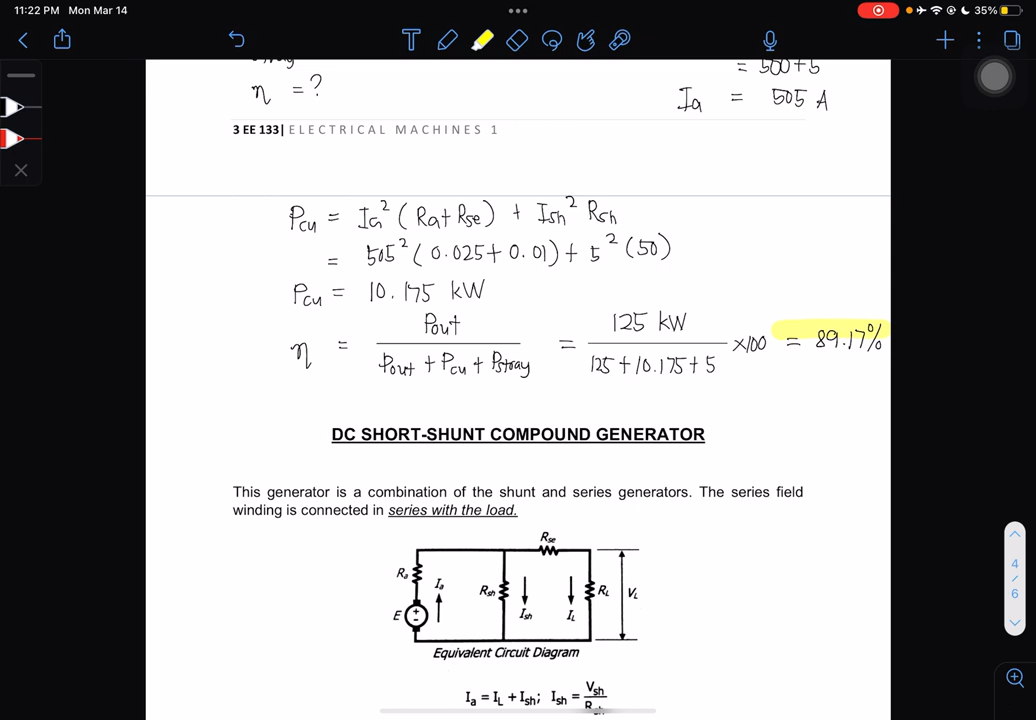 11:22 PM Mon Mar 14
35%
= 500+5
η = ?
Ia = 505 A
3 EE 133| ELECTRICAL MACHINES 1
Pcu = Ia² (Ra+Rse) + Ish² Rsh
= 505² (0.025+0.01) + 5² (50)
Pcu = 10.175 kW
η = Pout / Pout + Pcu + Pstray = 125 kW / 125+10.175+5 x100 = 89.17%
DC SHORT-SHUNT COMPOUND GENERATOR
This generator is a combination of the shunt and series generators. The series field
winding is connected in series with the load.
Rse
Ra Ia Rsh RL VL
E Ish IL
Equivalent Circuit Diagram
Ia = IL + Ish; Ish = Vsh
4
/
6